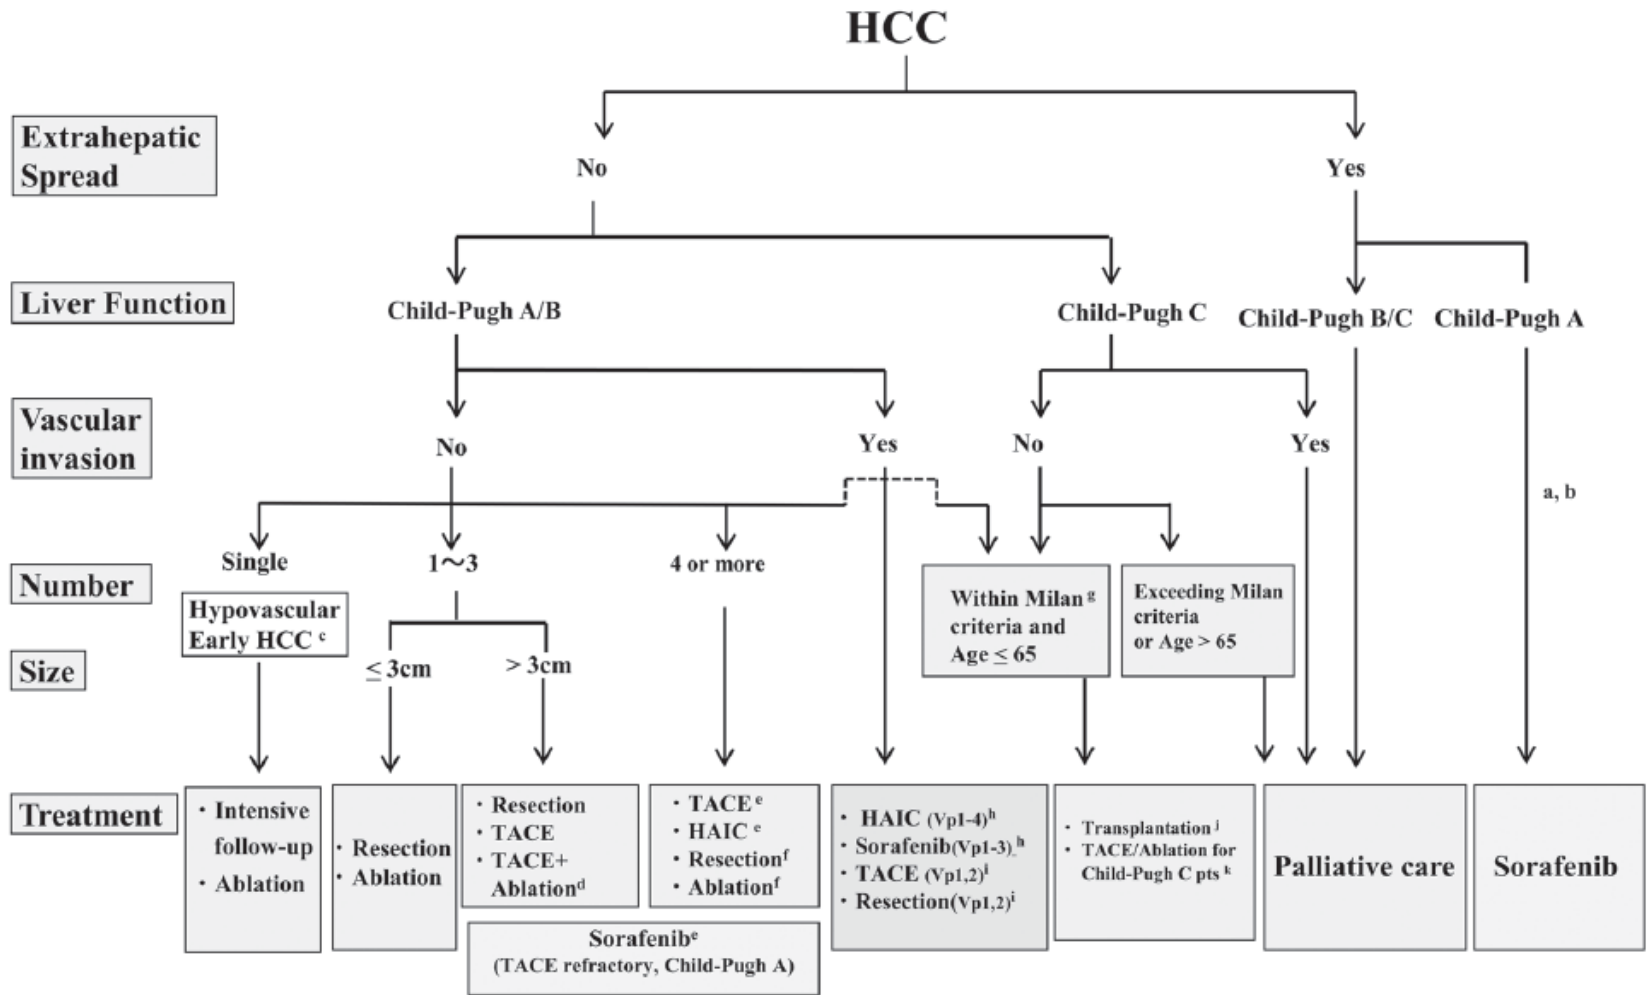 HCC
Extrahepatic
Spread
No
Yes
Liver Function
Child-Pugh A/B
Child-Pugh C
Child-Pugh B/C
Child-Pugh A
Vascular
invasion
No
Yes
No
Yes
a, b
Number
Single
1～3
4 or more
Hypovascular
Early HCC c
Within Milan g
criteria and
Age ≤ 65
Exceeding Milan
criteria
or Age > 65
Size
≤ 3cm
> 3cm
Treatment
・Intensive
follow-up
・Ablation
・Resection
・Ablation
・Resection
・TACE
・TACE+
Ablation d
・TACE e
・HAIC e
・Resection f
・Ablation f
Sorafenib e
(TACE refractory, Child-Pugh A)
・HAIC (Vp1-4) h
・Sorafenib(Vp1-3) h
・TACE (Vp1,2) i
・Resection(Vp1,2) i
・Transplantation j
・TACE/Ablation for
Child-Pugh C pts k
Palliative care
Sorafenib